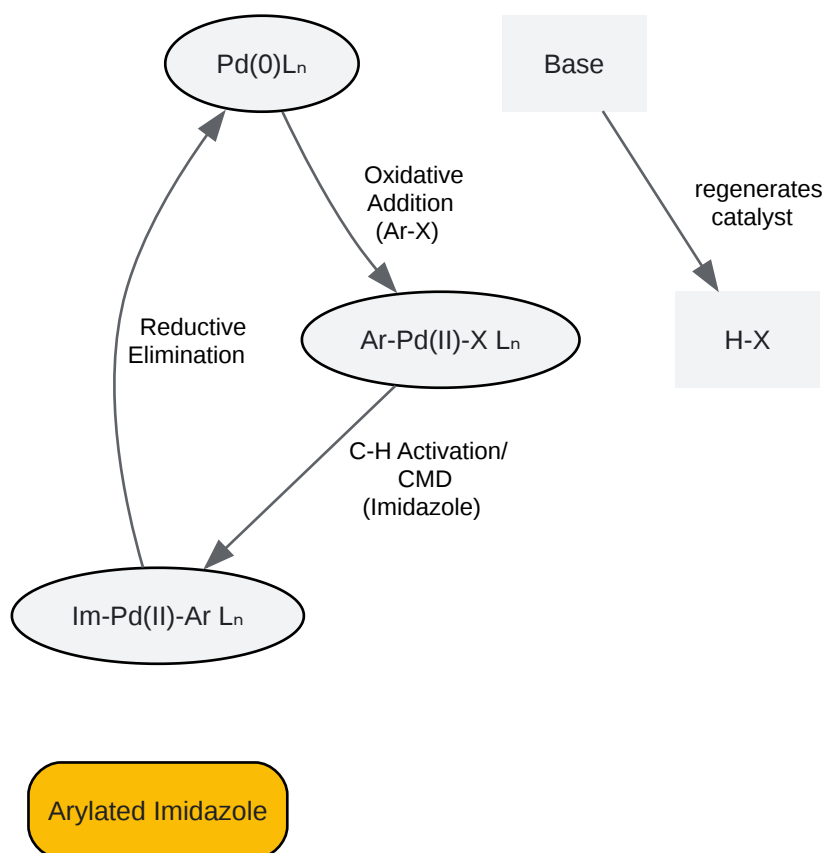 Pd(0)Lₙ
Base
Oxidative
Addition
(Ar-X)
regenerates
catalyst
Reductive
Elimination
Ar-Pd(II)-X Lₙ
H-X
C-H Activation/
CMD
(Imidazole)
Im-Pd(II)-Ar Lₙ
Arylated Imidazole